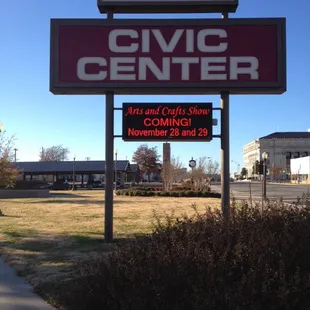 CIVIC
CENTER
Arts and Crafts Show
COMING!
November 28 and 29